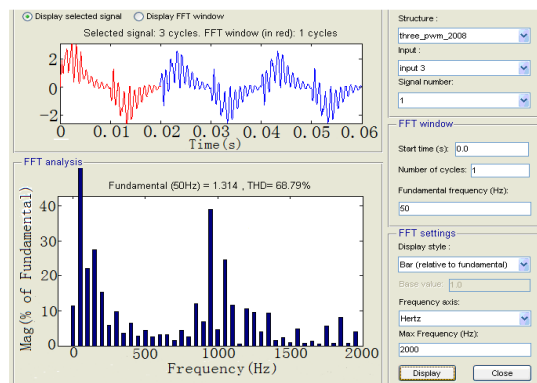 Display selected signal
Display FFT window
Selected signal: 3 cycles. FFT window (in red): 1 cycles
2
0
−2
0 0.01 0.02 0.03 0.04 0.05 0.06
Time(s)
FFT analysis
Fundamental (50Hz) = 1.314 , THD= 68.79%
40
30
20
10
0
Mag(% of Fundamental)
0 500 1000 1500 2000
Frequency(Hz)
Structure :
three_pwm_2008
Input :
input 3
Signal number:
1
FFT window
Start time (s): 0.0
Number of cycles: 1
Fundamental frequency (Hz):
50
FFT settings
Display style :
Bar (relative to fundamental)
Base value: 1.0
Frequency axis:
Hertz
Max Frequency (Hz):
2000
Display
Close